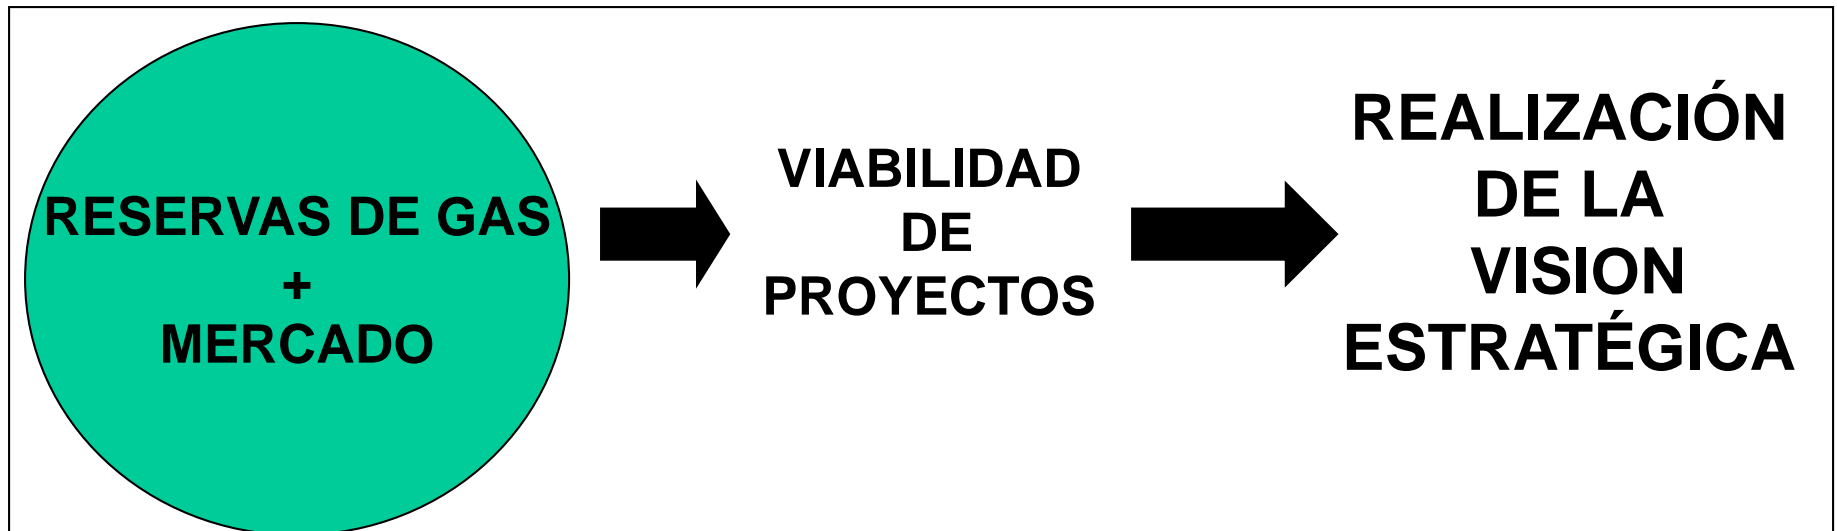 RESERVAS DE GAS
+
MERCADO
VIABILIDAD
DE
PROYECTOS
REALIZACIÓN
DE LA
VISION
ESTRATÉGICA